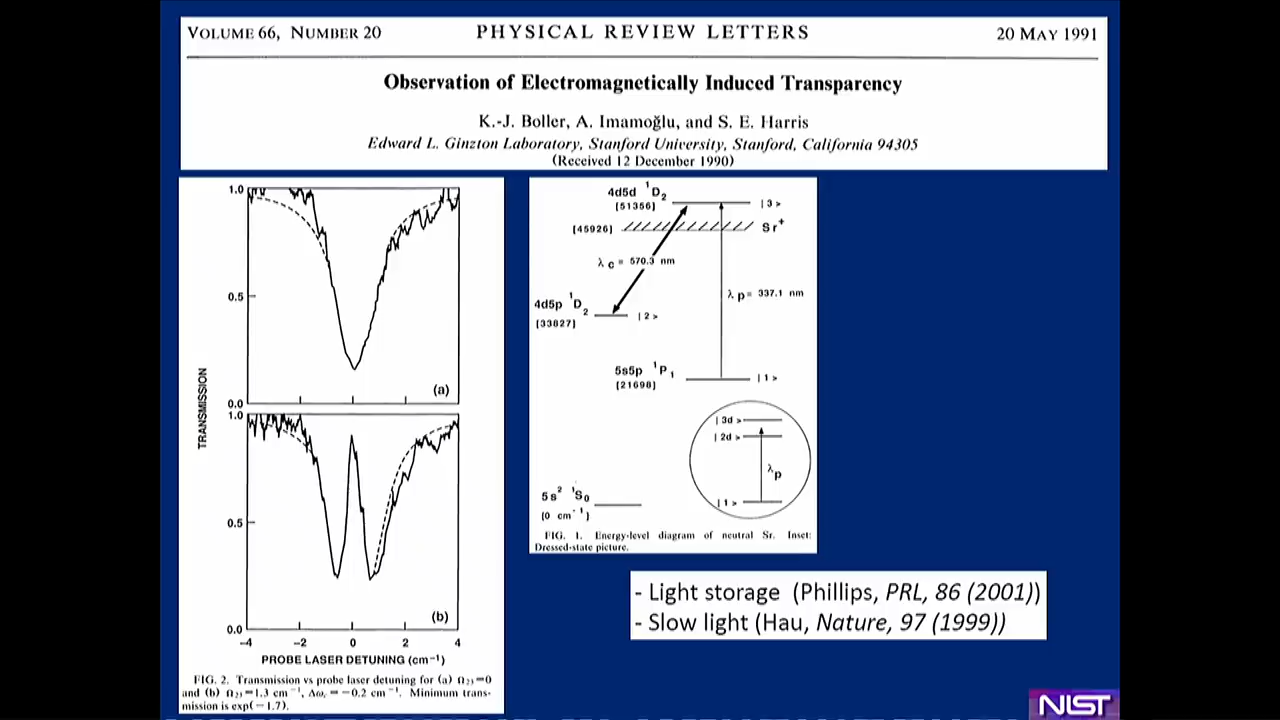 VOLUME 66, NUMBER 20 PHYSICAL REVIEW LETTERS 20 MAY 1991
Observation of Electromagnetically Induced Transparency
K.-J. Boller, A. Imamoğlu, and S. E. Harris
Edward L. Ginzton Laboratory, Stanford University, Stanford, California 94305
(Received 12 December 1990)
1.0
0.5
(a)
0.0
1.0
TRANSMISSION
0.5
(b)
0.0
-4 -2 0 2 4
PROBE LASER DETUNING (cm⁻¹)
FIG. 2. Transmission vs probe laser detuning for (a) Ω₂₃=0
and (b) Ω₂₃=1.3 cm⁻¹, Δω_c=-0.2 cm⁻¹. Minimum trans-
mission is exp(-1.7).
4d5d ¹D₂
[51356]
|3>
[45926]
Sr⁺
λc = 570.3 nm
λp= 337.1 nm
4d5p ¹D₂
[33827]
|2>
5s5p ¹P₁
[21698]
|1>
|3d>
|2d>
λp
|1>
5s² ¹S₀
[0 cm⁻¹]
FIG. 1. Energy-level diagram of neutral Sr. Inset:
Dressed-state picture.
- Light storage (Phillips, PRL, 86 (2001))
- Slow light (Hau, Nature, 97 (1999))
NIST